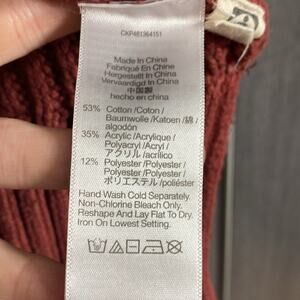 CKP481364151
Made In China
Fabriqué En China
Hergestellt In China
Vervaardigd In China
中国製
hecho en china
53% Cotton /Coton /
Baumwolle /Katoen /綿 /
algodón
35% Acrylic /Acrylique /
Polyacryl /Acryl /
アクリル /acrílico
12% Polyester /Polyester /
Polyester /Polyester /
ポリエステル /poliéster
Hand Wash Cold Separately.
Non-Chlorine Bleach Only.
Reshape And Lay Flat To Dry.
Iron On Lowest Setting.